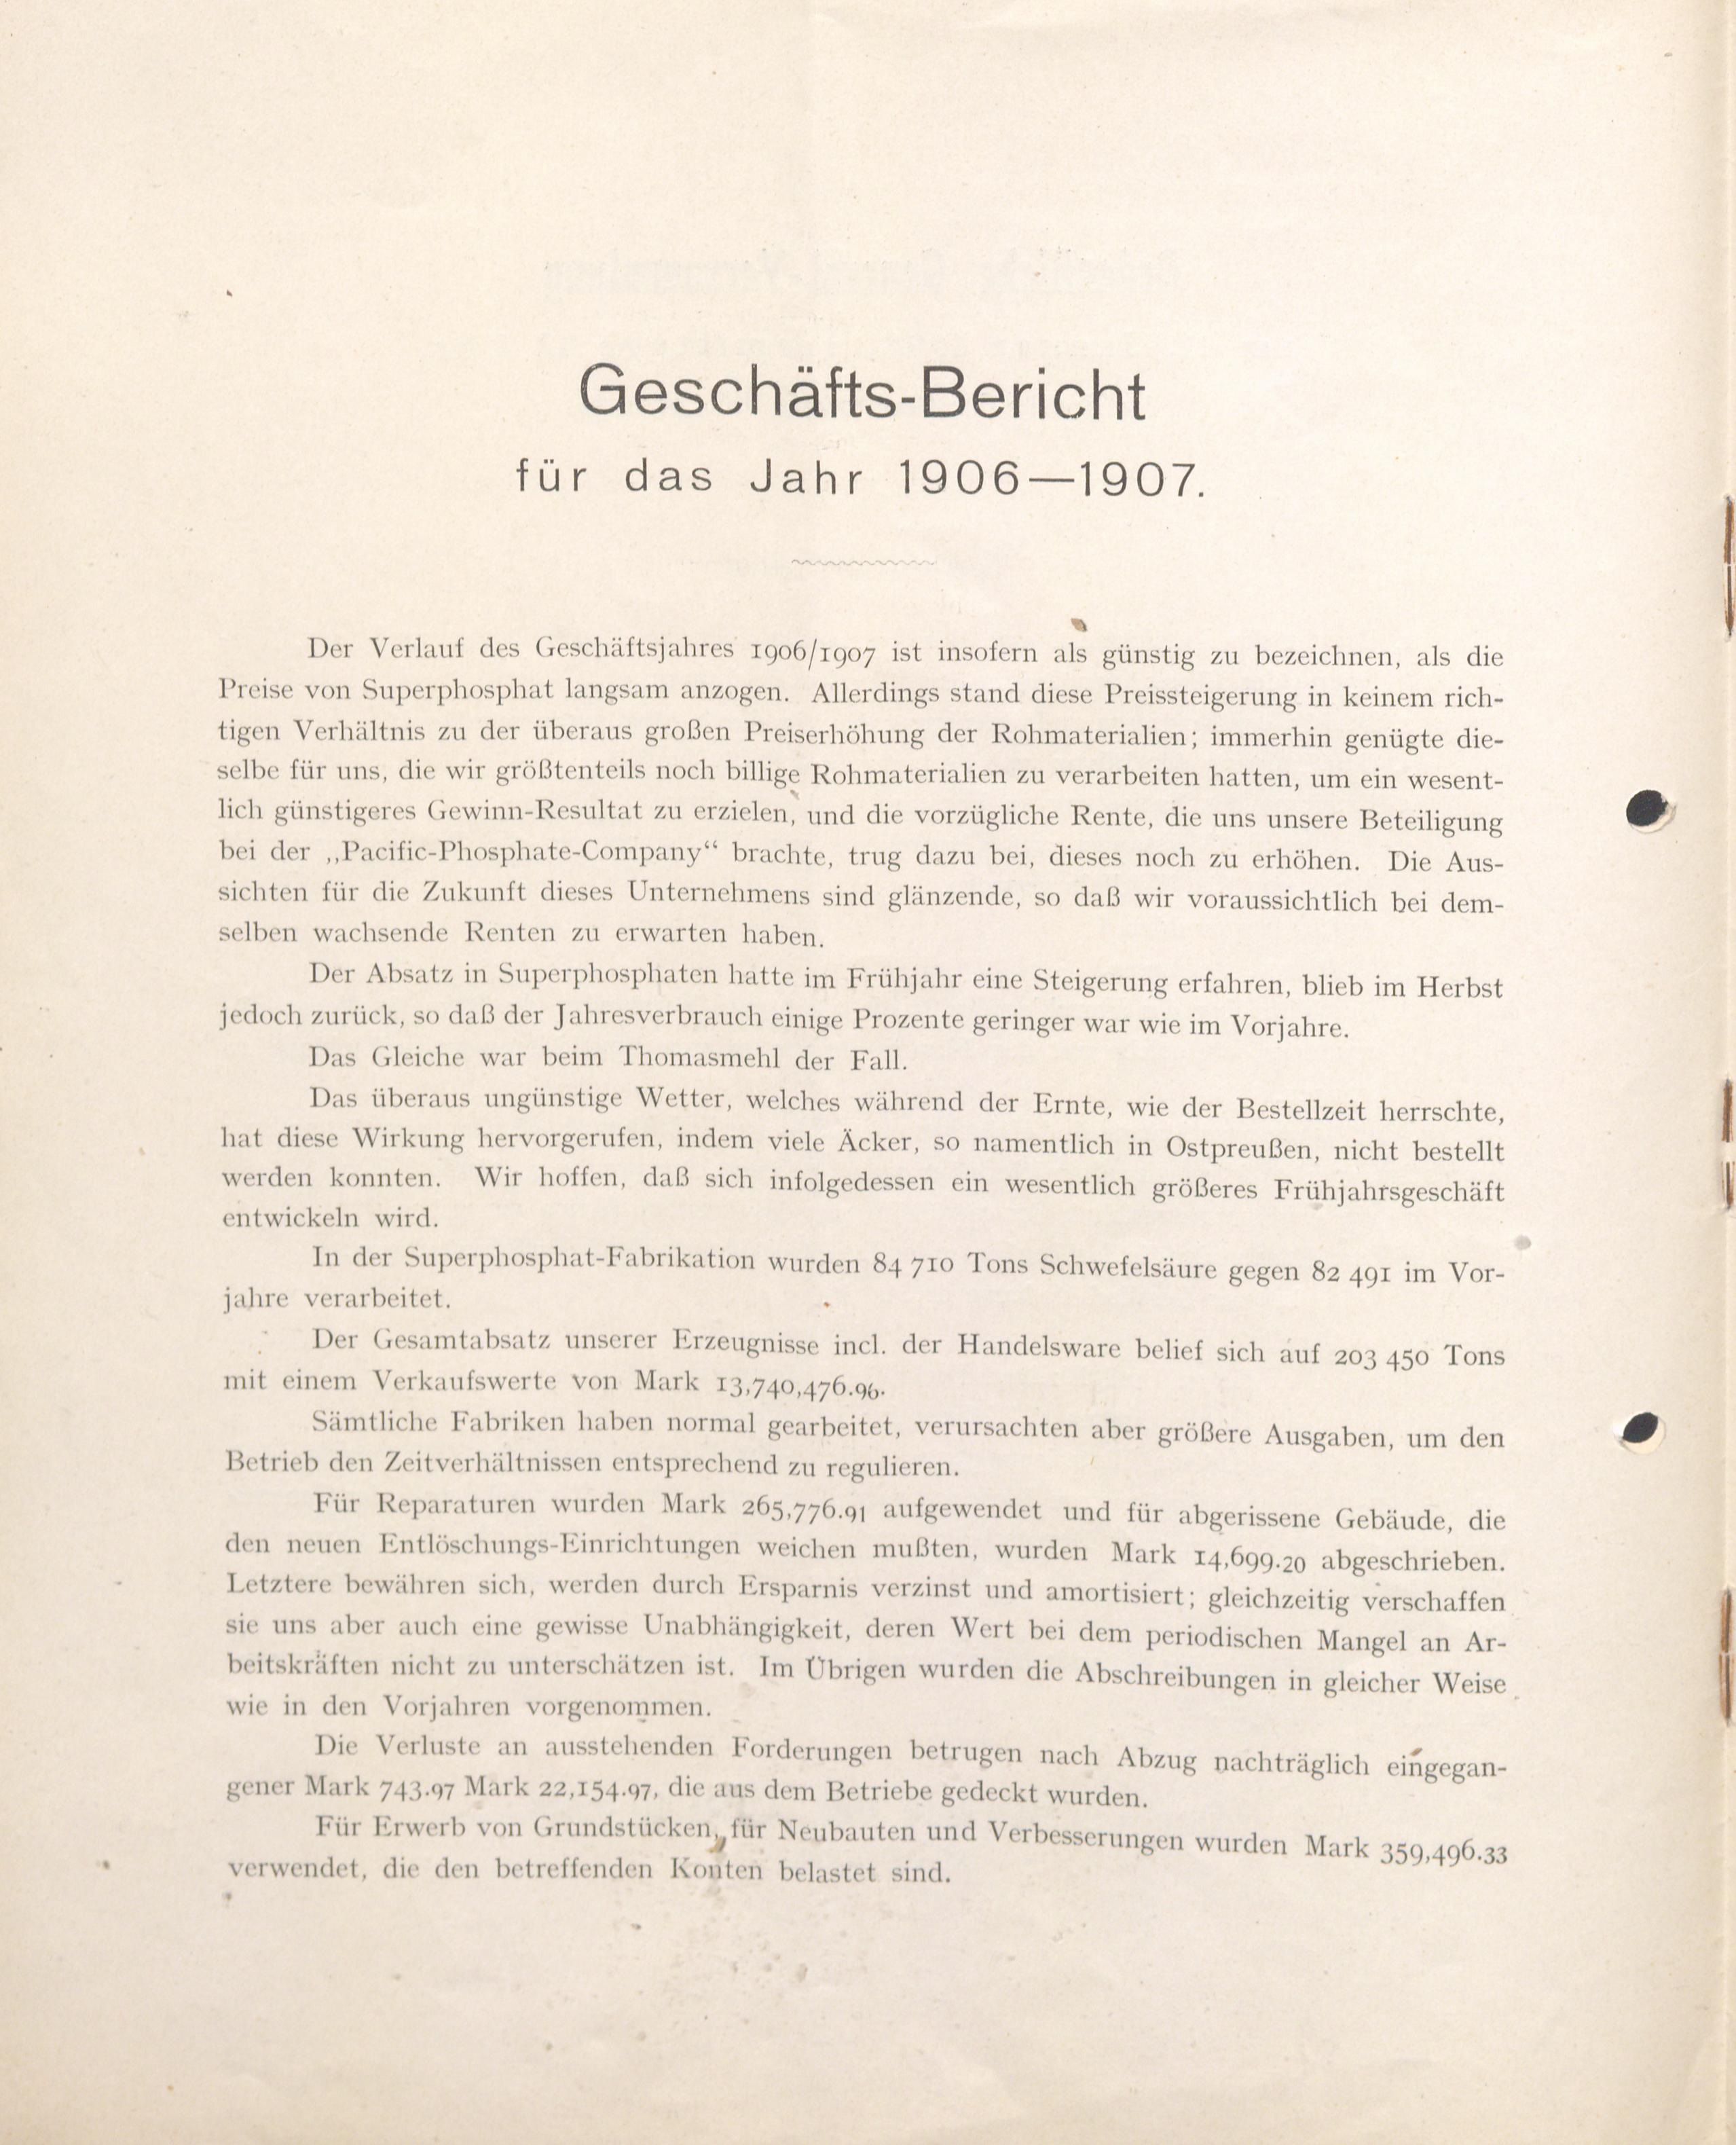 Geschäfts-Bericht
für das Jahr 1906—1907.
Der Verlauf des Geschäftsjahres 1906/1907 ist insofern als günstig zu bezeichnen, als die
Preise von Superphosphat langsam anzogen. Allerdings stand diese Preissteigerung in keinem rich-
tigen Verhältnis zu der überaus großen Preiserhöhung der Rohmaterialien; immerhin genügte die-
selbe für uns, die wir größtenteils noch billige Rohmaterialien zu verarbeiten hatten, um ein wesent-
lich günstigeres Gewinn-Resultat zu erzielen, und die vorzügliche Rente, die uns unsere Beteiligung
bei der „Pacific-Phosphate-Company“ brachte, trug dazu bei, dieses noch zu erhöhen. Die Aus-
sichten für die Zukunft dieses Unternehmens sind glänzende, so daß wir voraussichtlich bei dem-
selben wachsende Renten zu erwarten haben.
Der Absatz in Superphosphaten hatte im Frühjahr eine Steigerung erfahren, blieb im Herbst
jedoch zurück, so daß der Jahresverbrauch einige Prozente geringer war wie im Vorjahre.
Das Gleiche war beim Thomasmehl der Fall.
Das überaus ungünstige Wetter, welches während der Ernte, wie der Bestellzeit herrschte,
hat diese Wirkung hervorgerufen, indem viele Äcker, so namentlich in Ostpreußen, nicht bestellt
werden konnten. Wir hoffen, daß sich infolgedessen ein wesentlich größeres Frühjahrsgeschäft
entwickeln wird.
In der Superphosphat-Fabrikation wurden 84 710 Tons Schwefelsäure gegen 82 491 im Vor-
jahre verarbeitet.
Der Gesamtabsatz unserer Erzeugnisse incl. der Handelsware belief sich auf 203 450 Tons
mit einem Verkaufswerte von Mark 13,740,476.96.
Sämtliche Fabriken haben normal gearbeitet, verursachten aber größere Ausgaben, um den
Betrieb den Zeitverhältnissen entsprechend zu regulieren.
Für Reparaturen wurden Mark 265,776.91 aufgewendet und für abgerissene Gebäude, die
den neuen Entlöschungs-Einrichtungen weichen mußten, wurden Mark 14,699.20 abgeschrieben.
Letztere bewähren sich, werden durch Ersparnis verzinst und amortisiert; gleichzeitig verschaffen
sie uns aber auch eine gewisse Unabhängigkeit, deren Wert bei dem periodischen Mangel an Ar-
beitskräften nicht zu unterschätzen ist. Im Übrigen wurden die Abschreibungen in gleicher Weise
wie in den Vorjahren vorgenommen.
Die Verluste an ausstehenden Forderungen betrugen nach Abzug nachträglich eingegan-
gener Mark 743.97 Mark 22,154.97, die aus dem Betriebe gedeckt wurden.
Für Erwerb von Grundstücken, für Neubauten und Verbesserungen wurden Mark 359,496.33
verwendet, die den betreffenden Konten belastet sind.